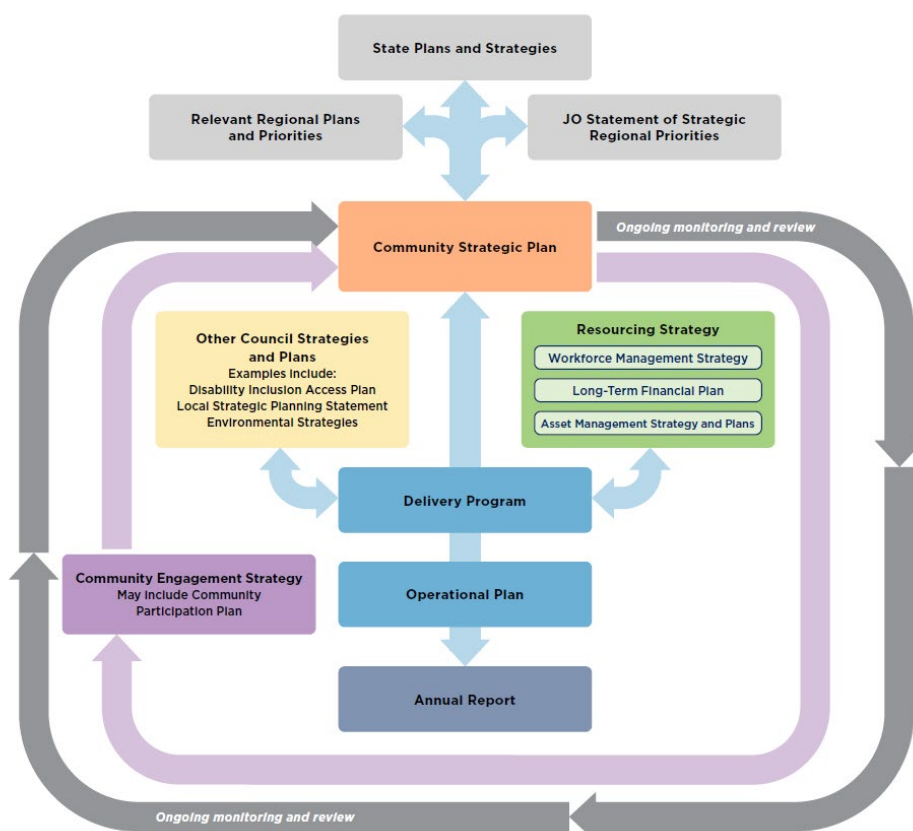 State Plans and Strategies
Relevant Regional Plans
and Priorities
JO Statement of Strategic
Regional Priorities
Community Strategic Plan
Ongoing monitoring and review
Other Council Strategies
and Plans
Examples Include:
Disability Inclusion Access Plan
Local Strategic Planning Statement
Environmental Strategies
Resourcing Strategy
Workforce Management Strategy
Long-Term Financial Plan
Asset Management Strategy and Plans
Delivery Program
Community Engagement Strategy
May Include Community
Participation Plan
Operational Plan
Annual Report
Ongoing monitoring and review